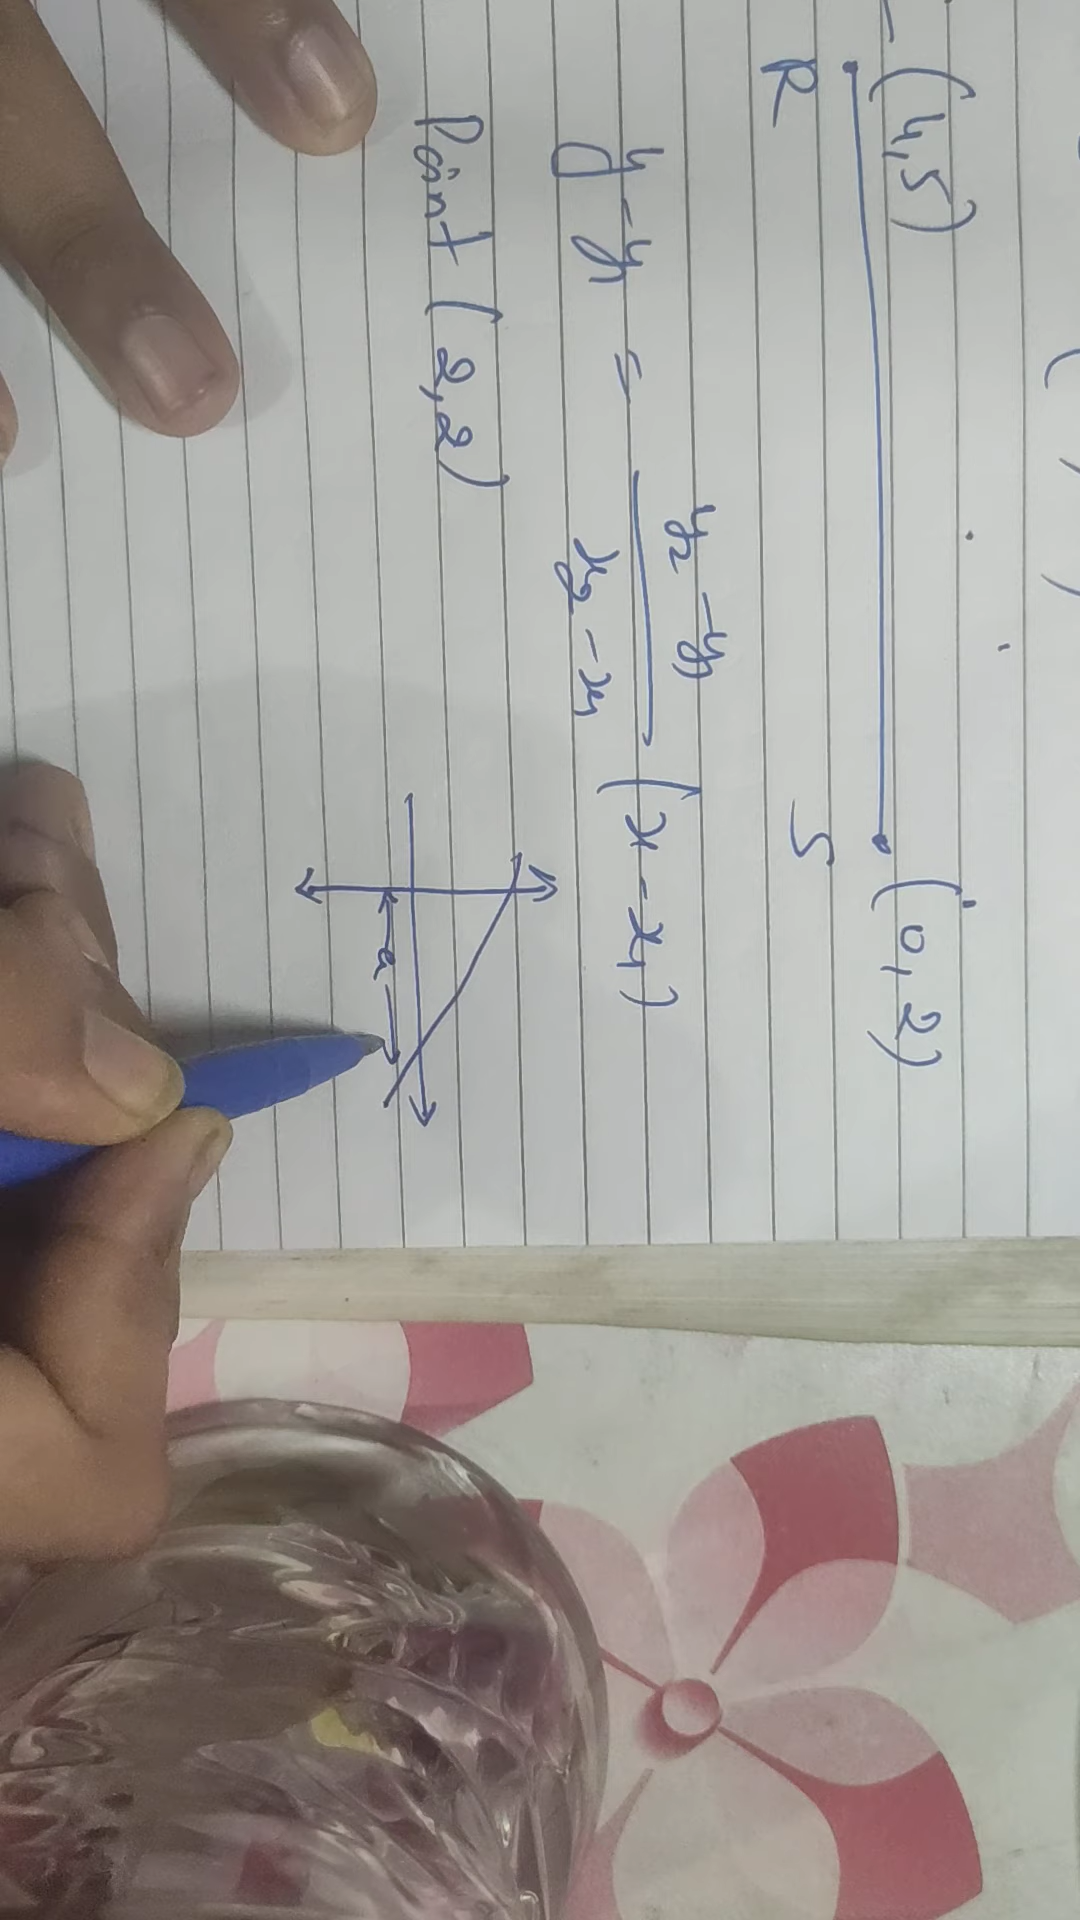 (4,5) (0,2)
R S
y - y₁ = y₂ - y₁ / x₂ - x₁ (x - x₁)
Point (2,2)
a